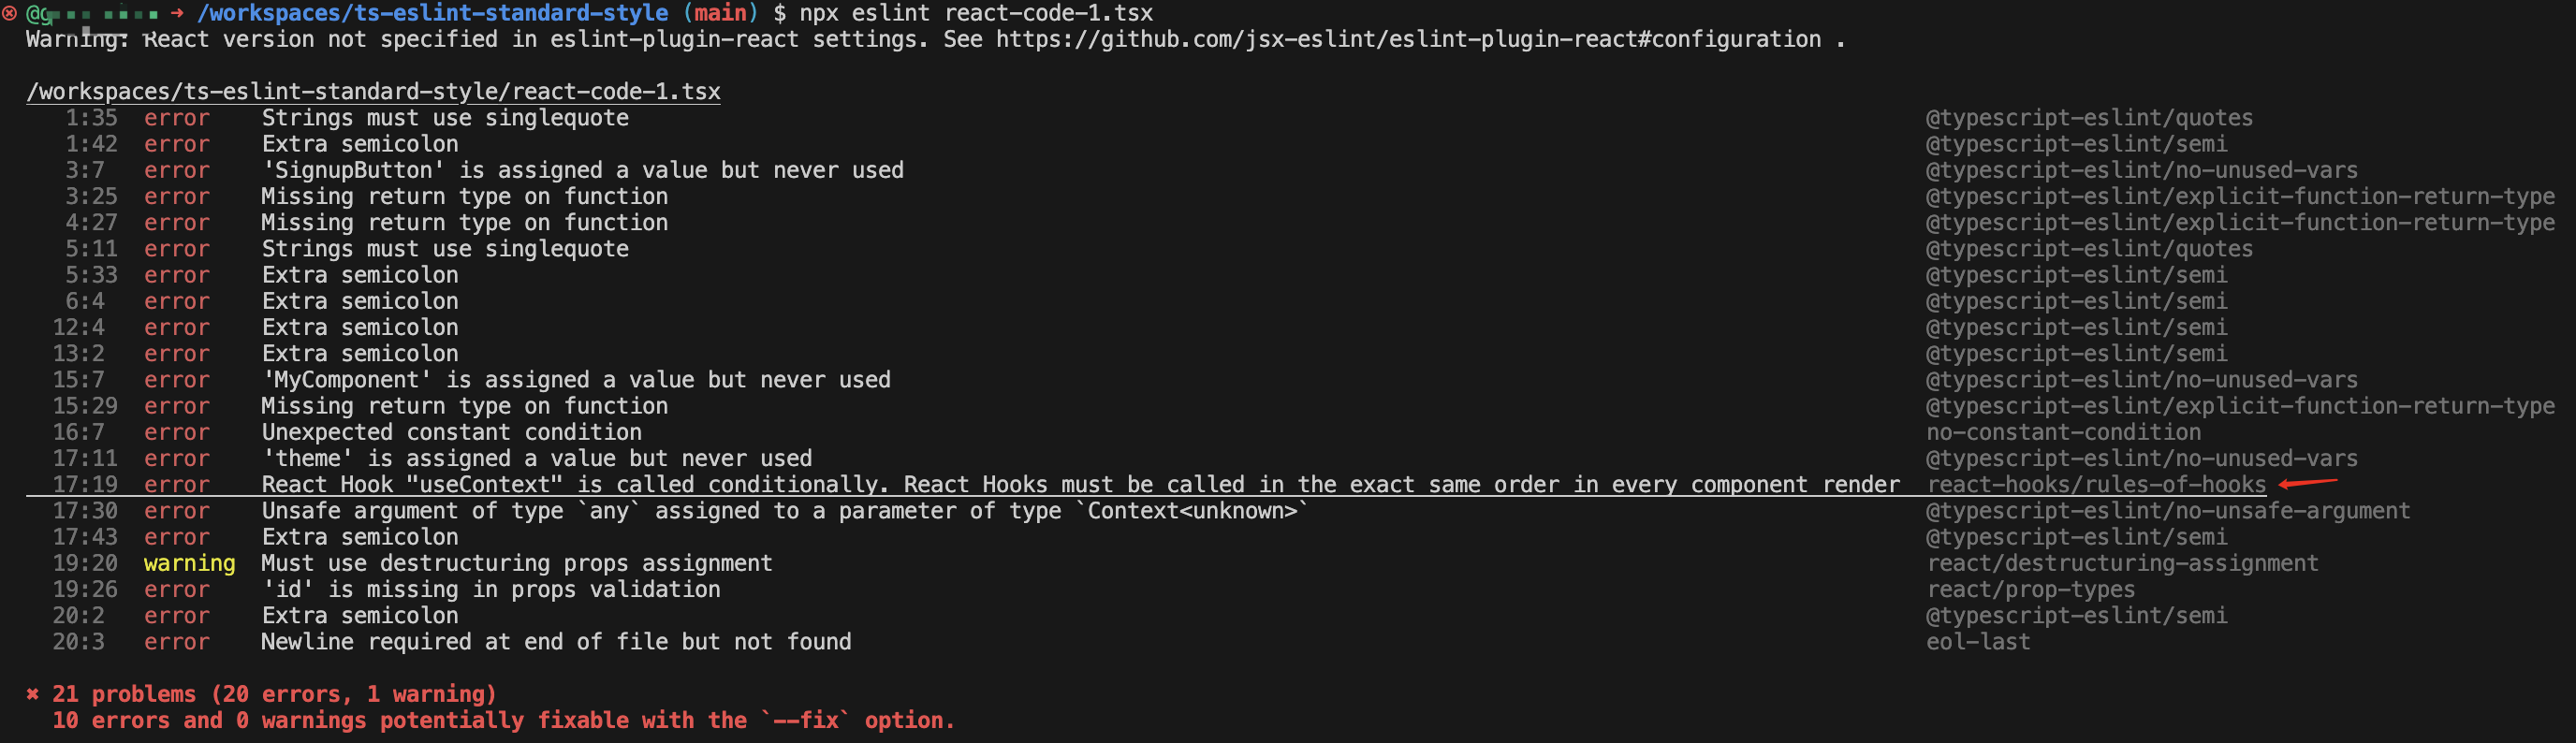 ➜ /workspaces/ts-eslint-standard-style (main) $ npx eslint react-code-1.tsx
Warning: React version not specified in eslint-plugin-react settings. See https://github.com/jsx-eslint/eslint-plugin-react#configuration .
/workspaces/ts-eslint-standard-style/react-code-1.tsx
1:35 error Strings must use singlequote @typescript-eslint/quotes
1:42 error Extra semicolon @typescript-eslint/semi
3:7 error 'SignupButton' is assigned a value but never used @typescript-eslint/no-unused-vars
3:25 error Missing return type on function @typescript-eslint/explicit-function-return-type
4:27 error Missing return type on function @typescript-eslint/explicit-function-return-type
5:11 error Strings must use singlequote @typescript-eslint/quotes
5:33 error Extra semicolon @typescript-eslint/semi
6:4 error Extra semicolon @typescript-eslint/semi
12:4 error Extra semicolon @typescript-eslint/semi
13:2 error Extra semicolon @typescript-eslint/semi
15:7 error 'MyComponent' is assigned a value but never used @typescript-eslint/no-unused-vars
15:29 error Missing return type on function @typescript-eslint/explicit-function-return-type
16:7 error Unexpected constant condition no-constant-condition
17:11 error 'theme' is assigned a value but never used @typescript-eslint/no-unused-vars
17:19 error React Hook "useContext" is called conditionally. React Hooks must be called in the exact same order in every component render react-hooks/rules-of-hooks
17:30 error Unsafe argument of type `any` assigned to a parameter of type `Context<unknown>` @typescript-eslint/no-unsafe-argument
17:43 error Extra semicolon @typescript-eslint/semi
19:20 warning Must use destructuring props assignment react/destructuring-assignment
19:26 error 'id' is missing in props validation react/prop-types
20:2 error Extra semicolon @typescript-eslint/semi
20:3 error Newline required at end of file but not found eol-last
✖ 21 problems (20 errors, 1 warning)
10 errors and 0 warnings potentially fixable with the `--fix` option.